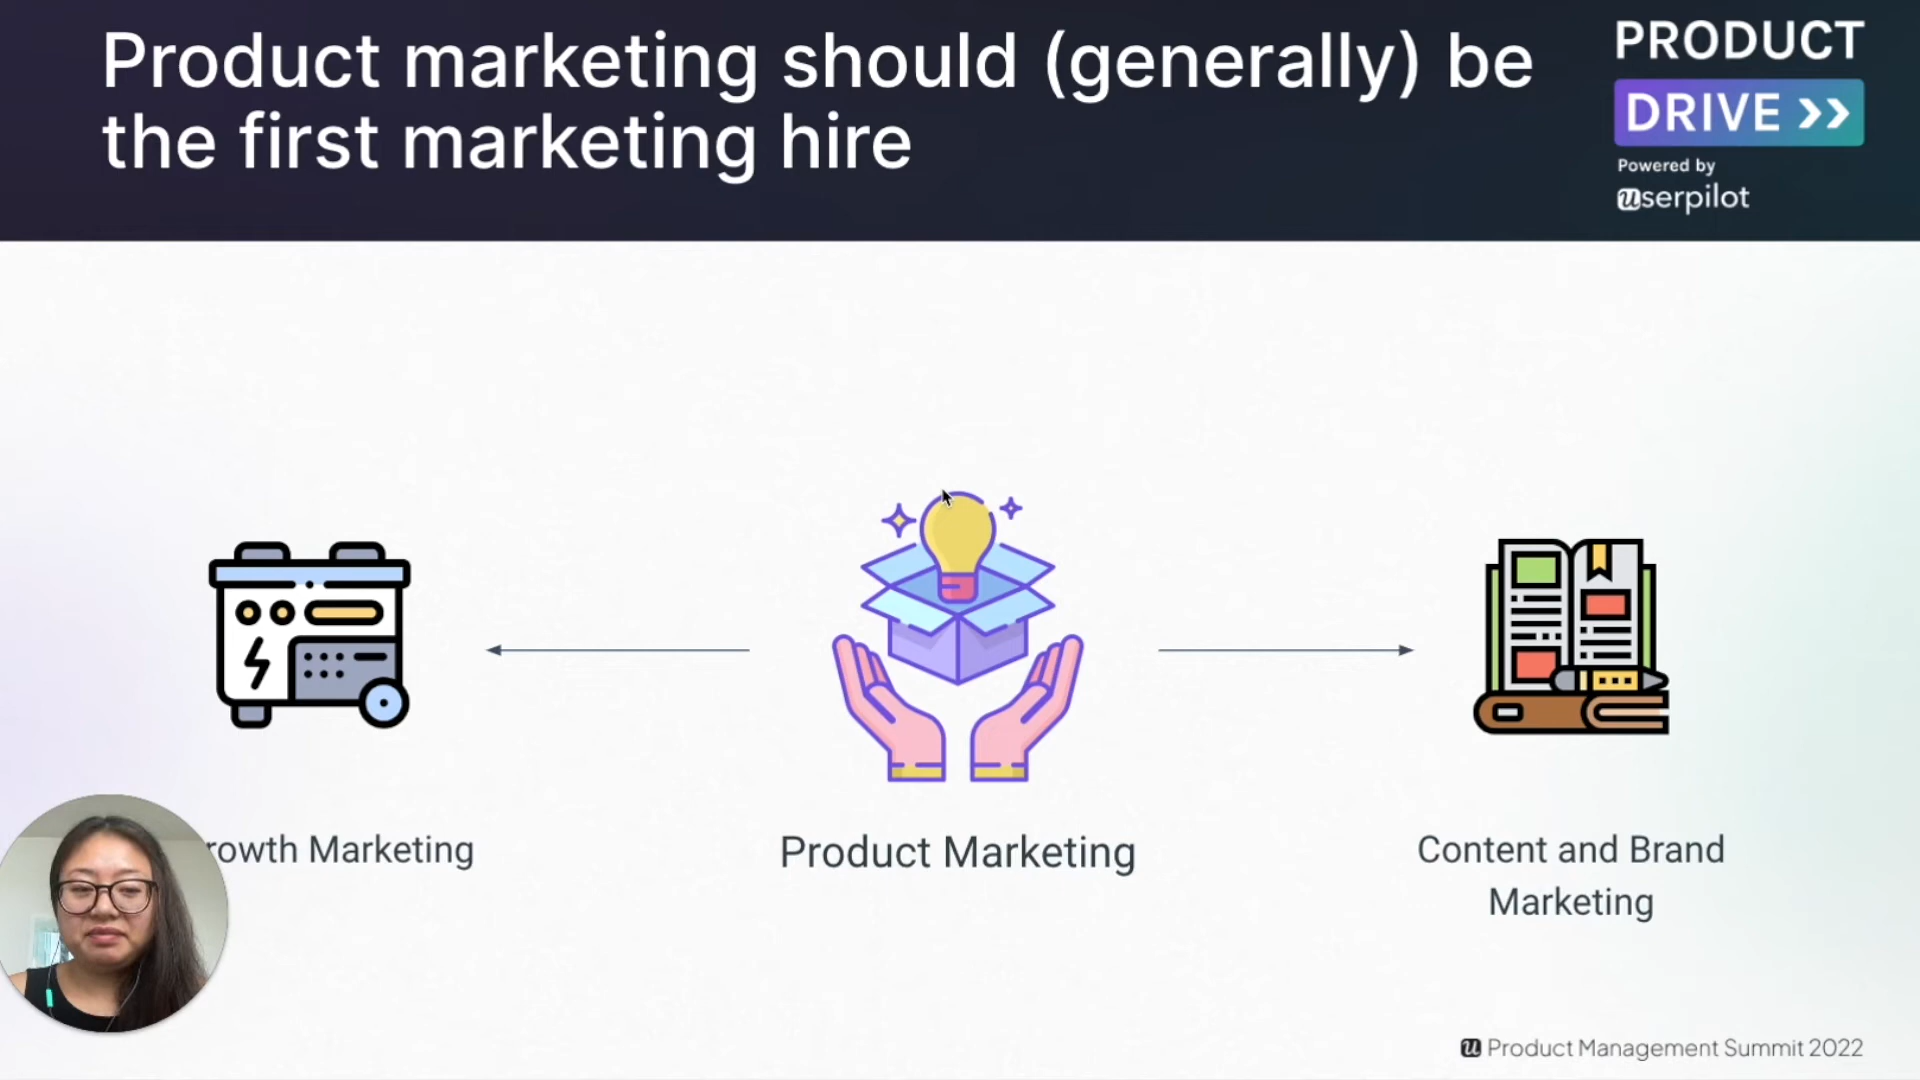 Product marketing should (generally) be
the first marketing hire
PRODUCT
DRIVE
Powered by
userpilot
rowth Marketing
Product Marketing
Content and Brand
Marketing
u Product Management Summit 2022